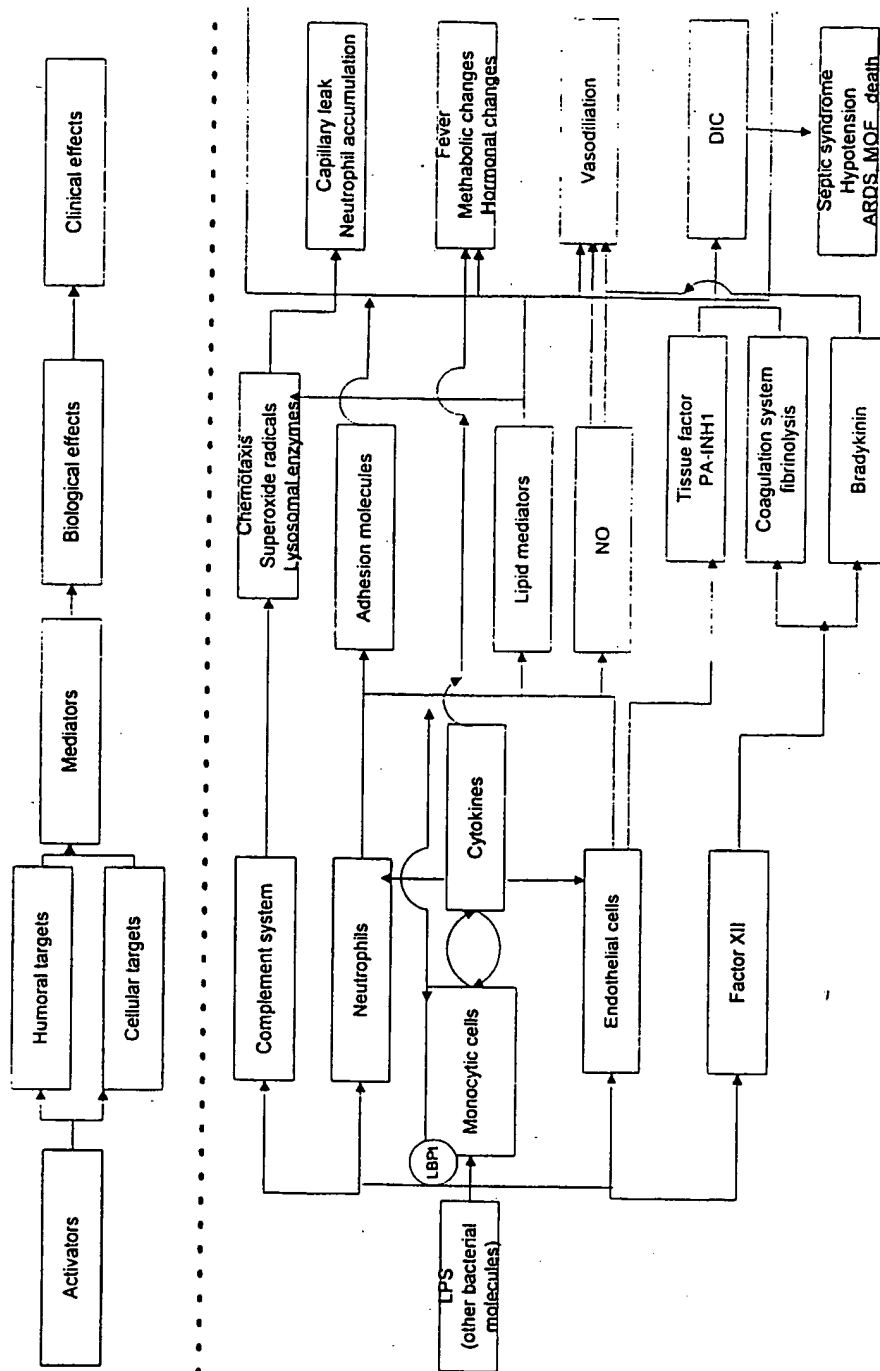 Activators
Humoral targets
Cellular targets
Mediators
Biological effects
Clinical effects
LPS
(other bacterial
molecules)
LBP1
Complement system
Neutrophils
Monocytic cells
Endothelial cells
Factor XII
Cytokines
Chemotaxis
Superoxide radicals
Lysosomal enzymes
Adhesion molecules
Lipid mediators
NO
Tissue factor
PA-INH1
Coagulation system
fibrinolysis
Bradykinin
Capillary leak
Neutrophil accumulation
Fever
Methabolic changes
Hormonal changes
Vasodiliation
DIC
Septic syndrome
Hypotension
ARDS MOF death